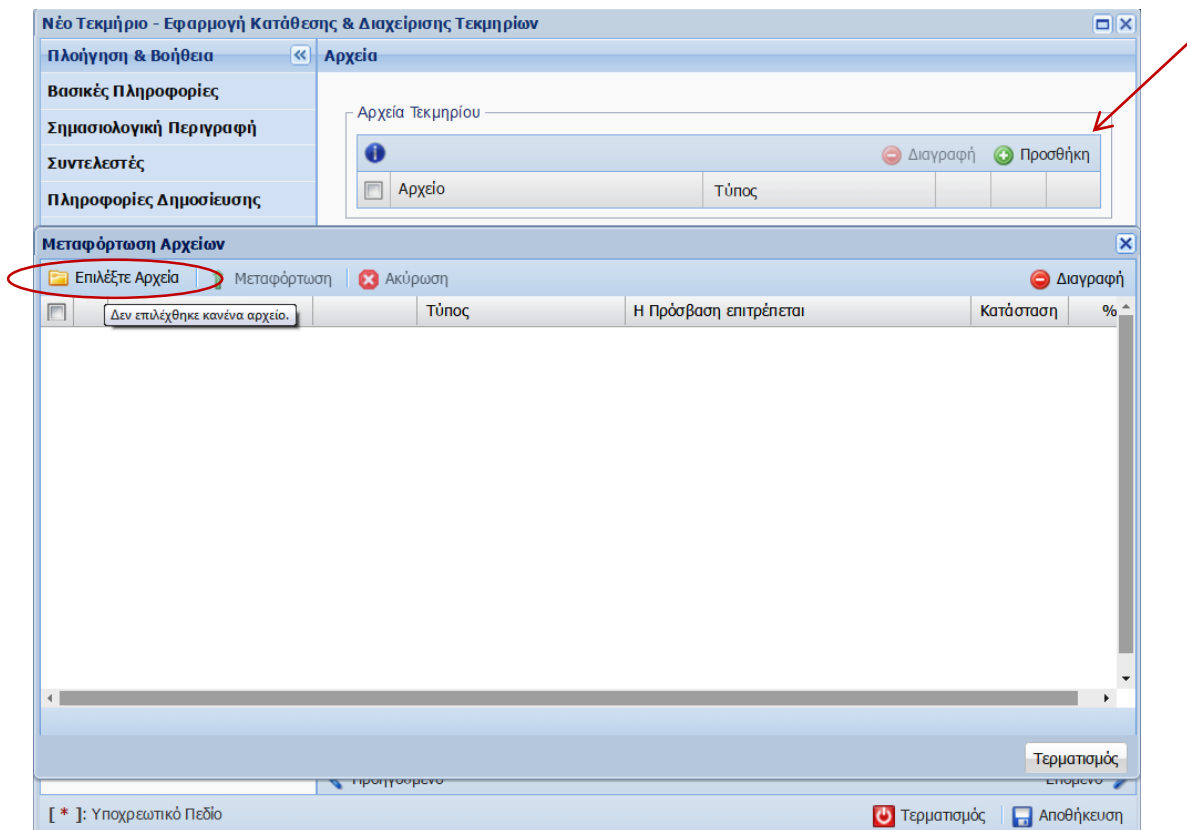 Νέο Τεκμήριο - Εφαρμογή Κατάθεσης & Διαχείρισης Τεκμηρίων
Πλοήγηση & Βοήθεια
Αρχεία
Βασικές Πληροφορίες
Σημασιολογική Περιγραφή
Συντελεστές
Πληροφορίες Δημοσίευσης
Αρχεία Τεκμηρίου
Διαγραφή Προσθήκη
Αρχείο Τύπος
Μεταφόρτωση Αρχείων
Επιλέξτε Αρχεία Μεταφόρτωση Ακύρωση Διαγραφή
Τύπος Η Πρόσβαση επιτρέπεται Κατάσταση %
Δεν επιλέχθηκε κανένα αρχείο.
Τερματισμός
Προηγούμενο Επόμενο
[ * ]: Υποχρεωτικό Πεδίο Τερματισμός Αποθήκευση